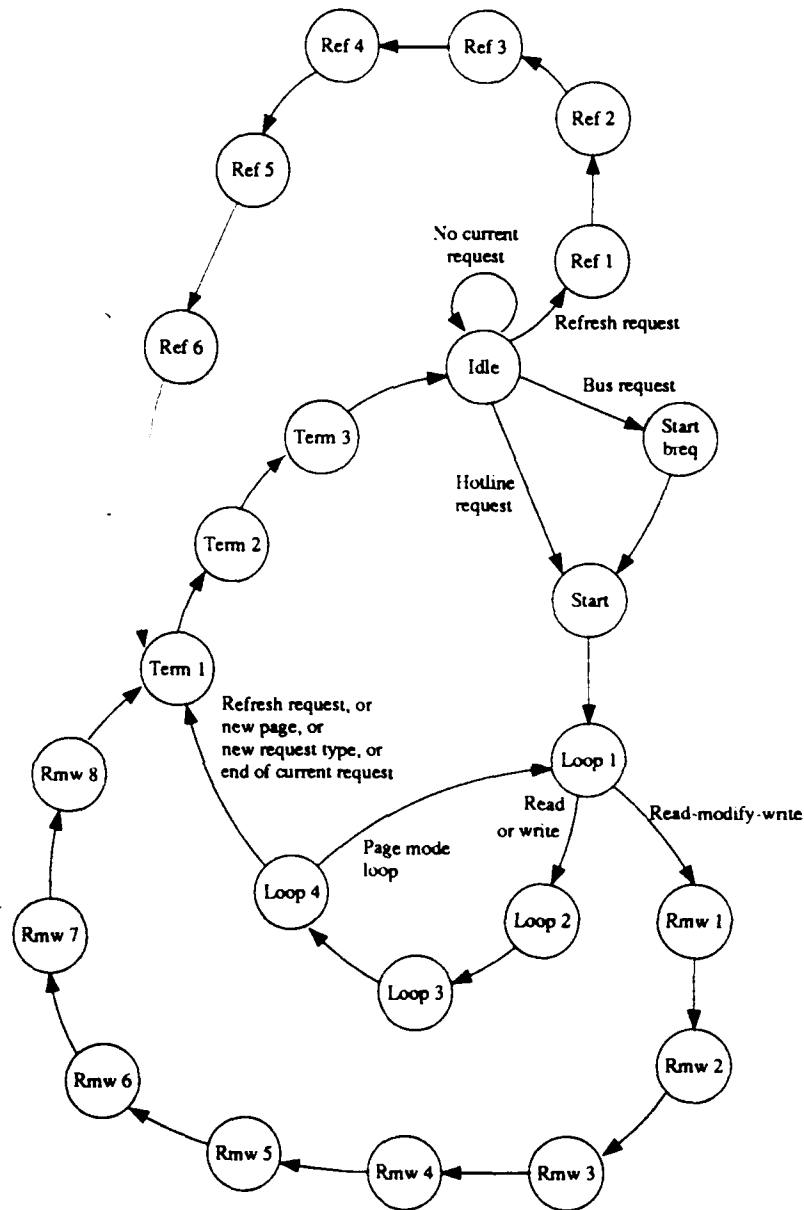 Ref 4
Ref 3
Ref 2
Ref 5
No current
request
Ref 1
Refresh request
Ref 6
Idle
Bus request
Term 3
Start
breq
Hotline
request
Term 2
Start
Term 1
Refresh request, or
new page, or
new request type, or
end of current request
Loop 1
Rmw 8
Read
or write
Read-modify-write
Page mode
loop
Loop 4
Loop 2
Rmw 1
Rmw 7
Loop 3
Rmw 2
Rmw 6
Rmw 5
Rmw 4
Rmw 3